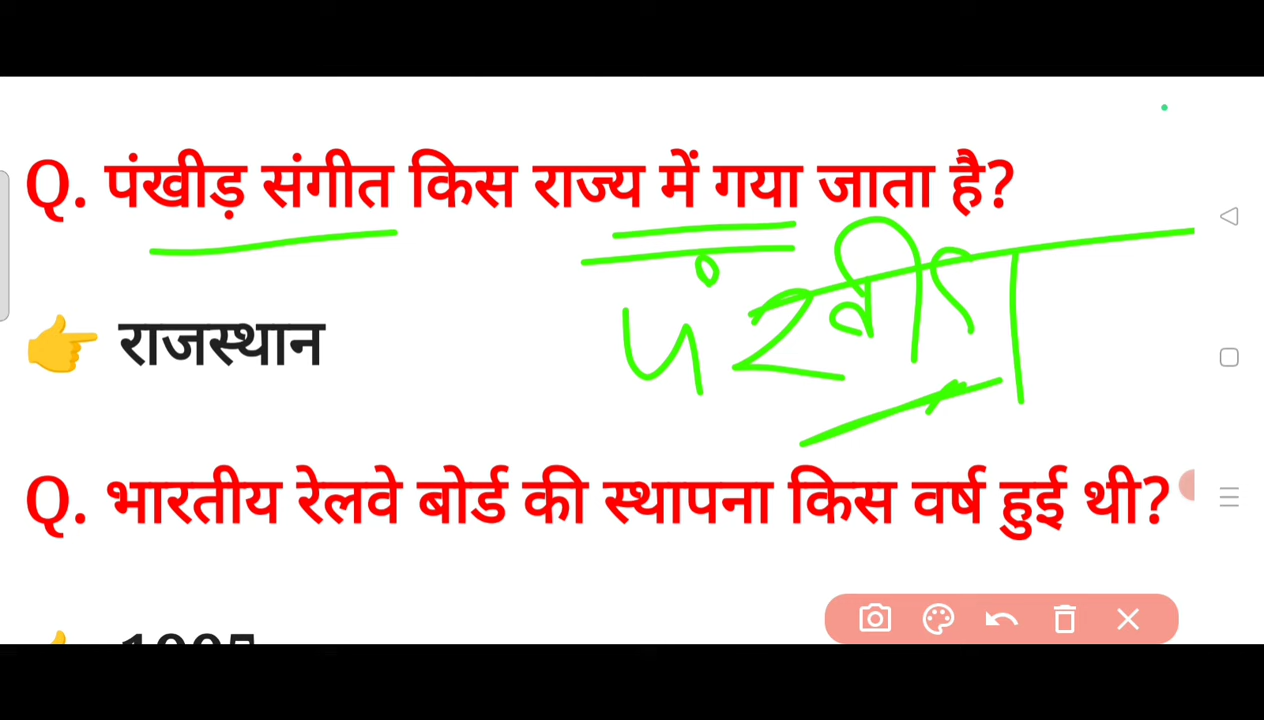 Q. पंखीड़ संगीत किस राज्य में गया जाता है?
👉 राजस्थान
पंखीण
Q. भारतीय रेलवे बोर्ड की स्थापना किस वर्ष हुई थी?